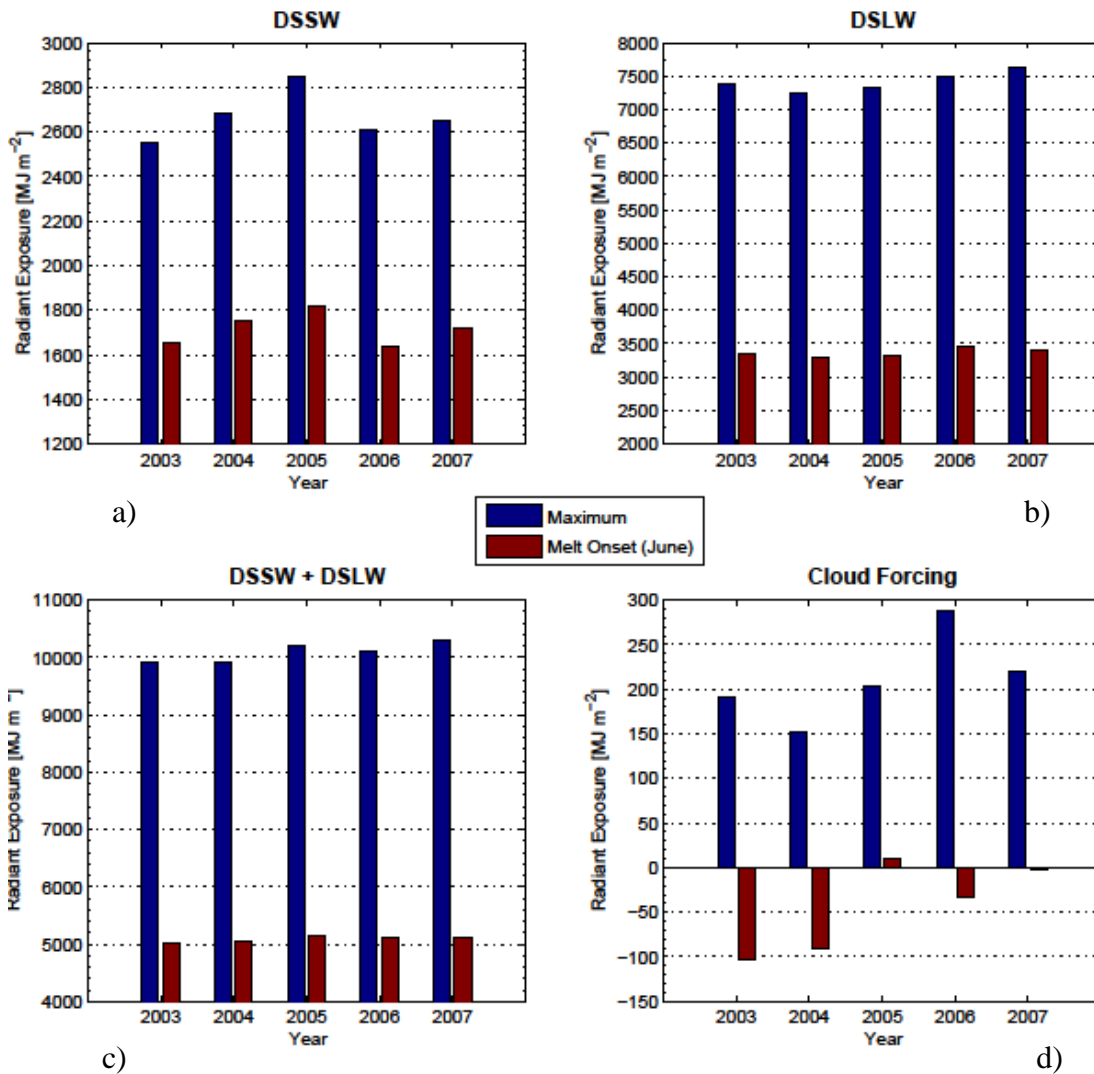 DSSW
3000
2800
2600
2400
2200
2000
1800
1600
1400
1200
Radiant Exposure [MJ m⁻²]
2003 2004 2005 2006 2007
Year
a)
DSLW
8000
7500
7000
6500
6000
5500
5000
4500
4000
3500
3000
2500
2000
Radiant Exposure [MJ m⁻²]
2003 2004 2005 2006 2007
Year
b)
Maximum
Melt Onset (June)
DSSW + DSLW
11000
10000
9000
8000
7000
6000
5000
4000
Radiant Exposure [MJ m⁻²]
2003 2004 2005 2006 2007
Year
c)
Cloud Forcing
300
250
200
150
100
50
0
−50
−100
−150
Radiant Exposure [MJ m⁻²]
2003 2004 2005 2006 2007
Year
d)